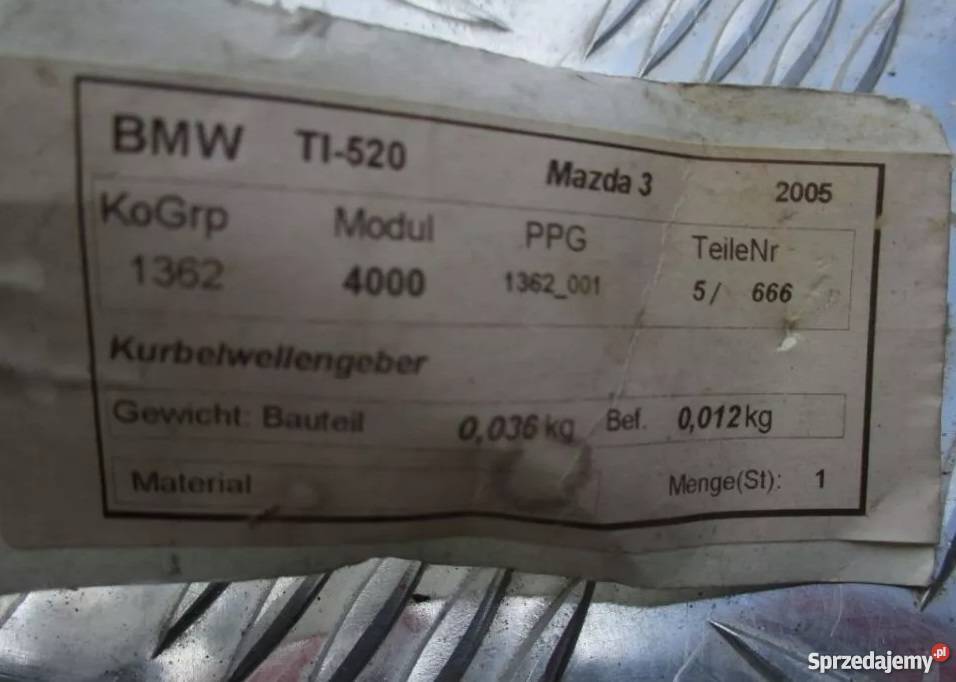 BMW TI-520 Mazda 3 2005
KoGrp Modul PPG TeileNr
1362 4000 1362_001 5/ 666
Kurbelwellengeber
Gewicht: Bauteil 0,036 kg Bef. 0,012 kg
Material Menge(St): 1
Sprzedajemy.pl